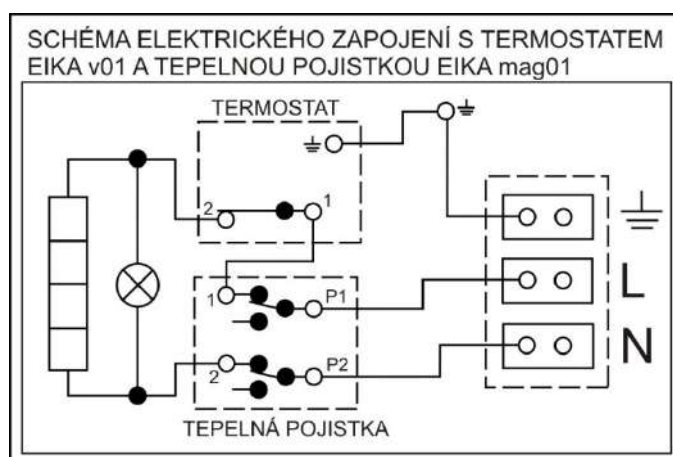 SCHÉMA ELEKTRICKÉHO ZAPOJENÍ S TERMOSTATEM
EIKA v01 A TEPELNOU POJISTKOU EIKA mag01
TERMOSTAT
2
1
1
P1
L
2
P2
N
TEPELNÁ POJISTKA